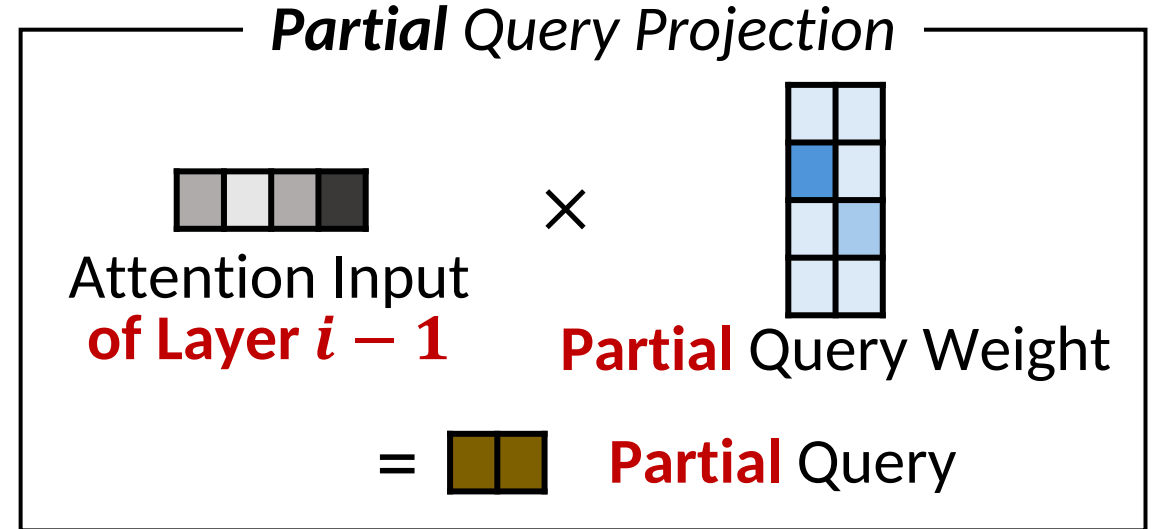 Partial Query Projection
×
Attention Input
of Layer i − 1
Partial Query Weight
= Partial Query